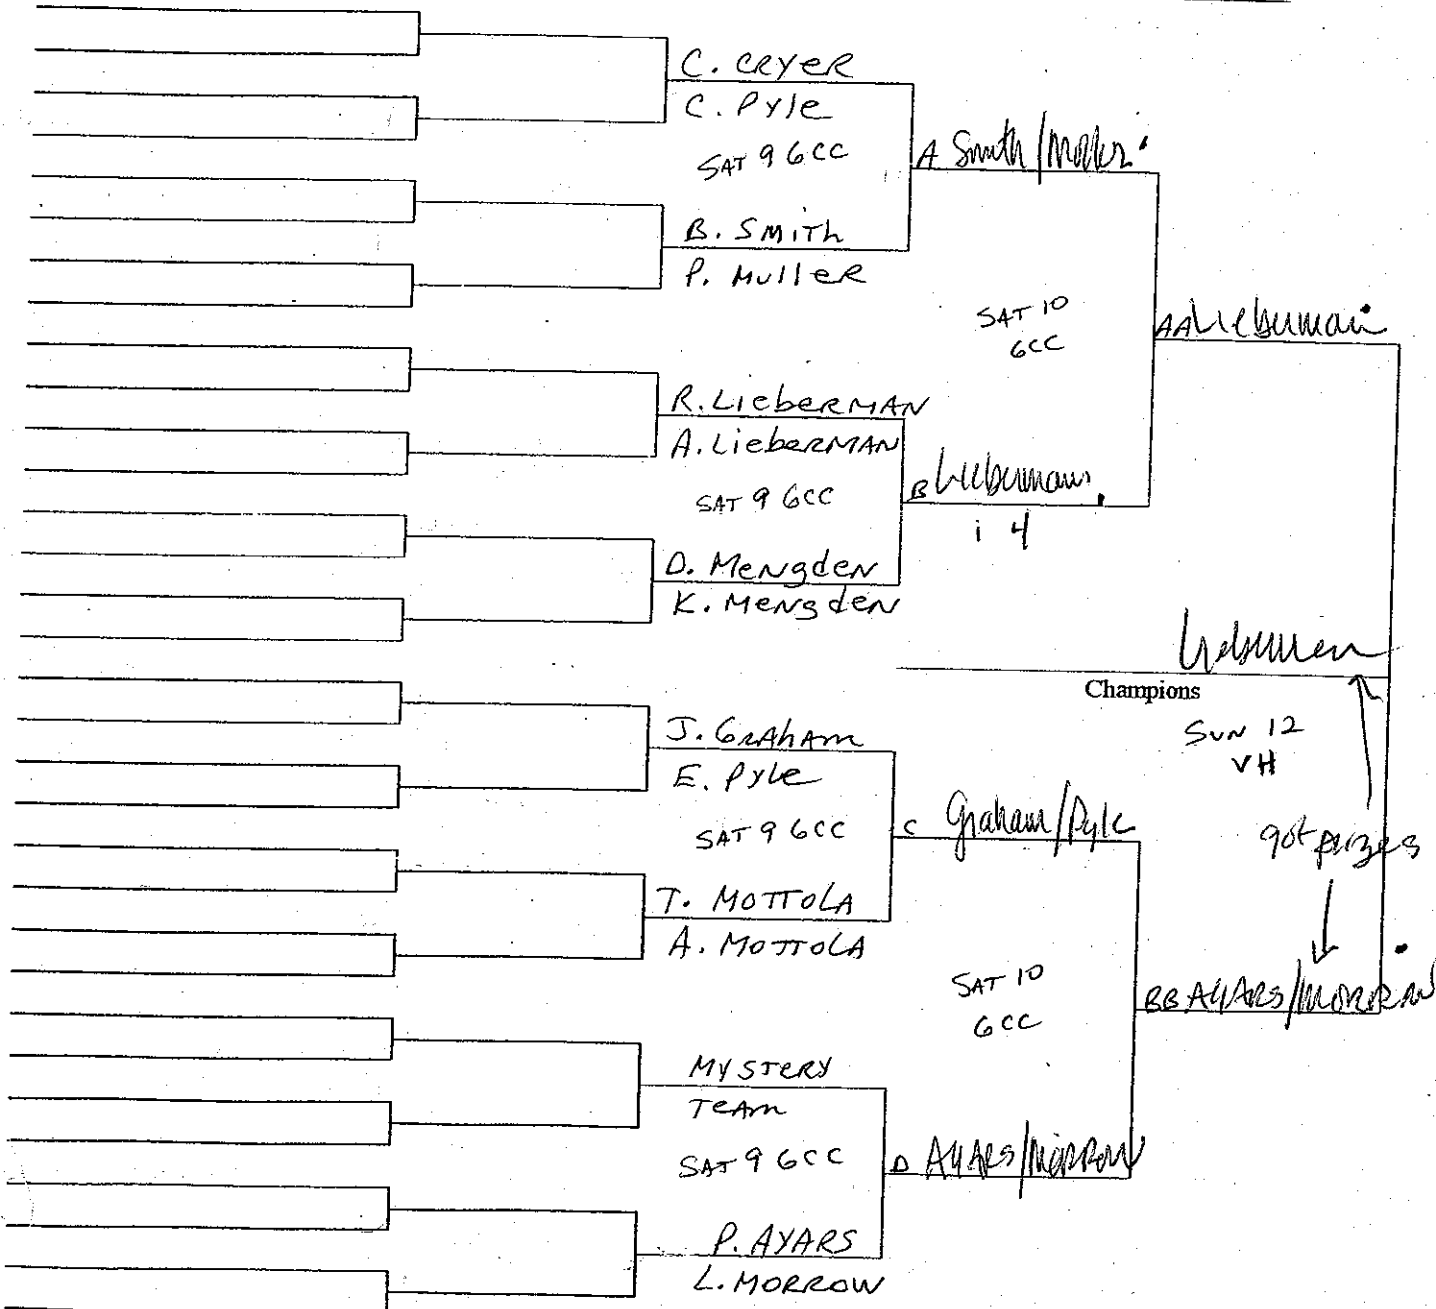 C. CRYER
C. PYle
SAT 9 6CC
A Smith/Muller
B. SMITh
P. MUlleR
SAT 10
6CC
AA Lieberman
R. LIebeRMAN
A. LiebeRMAN
SAT 9 6CC
B Liebermans
i 4
D. MeNgdeN
K. MeNgdeN
Lieberman
Champions
SUN 12
VH
J. GRAhAm
E. PYLe
SAT 9 6CC
C Graham/Pyle
got prizes
T. MOTTOLA
A. MOTTOLA
SAT 10
6CC
BB AYARS/MORROW
MYSTERY
TeAm
SAT 9 6CC
D AYARS/MORROW
P. AYARS
L. MORROW